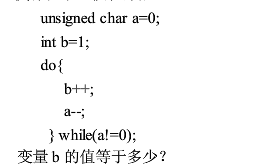 unsigned char a=0;
int b=1;
do{
b++;
a--;
} while(a!=0);
变量 b 的值等于多少？